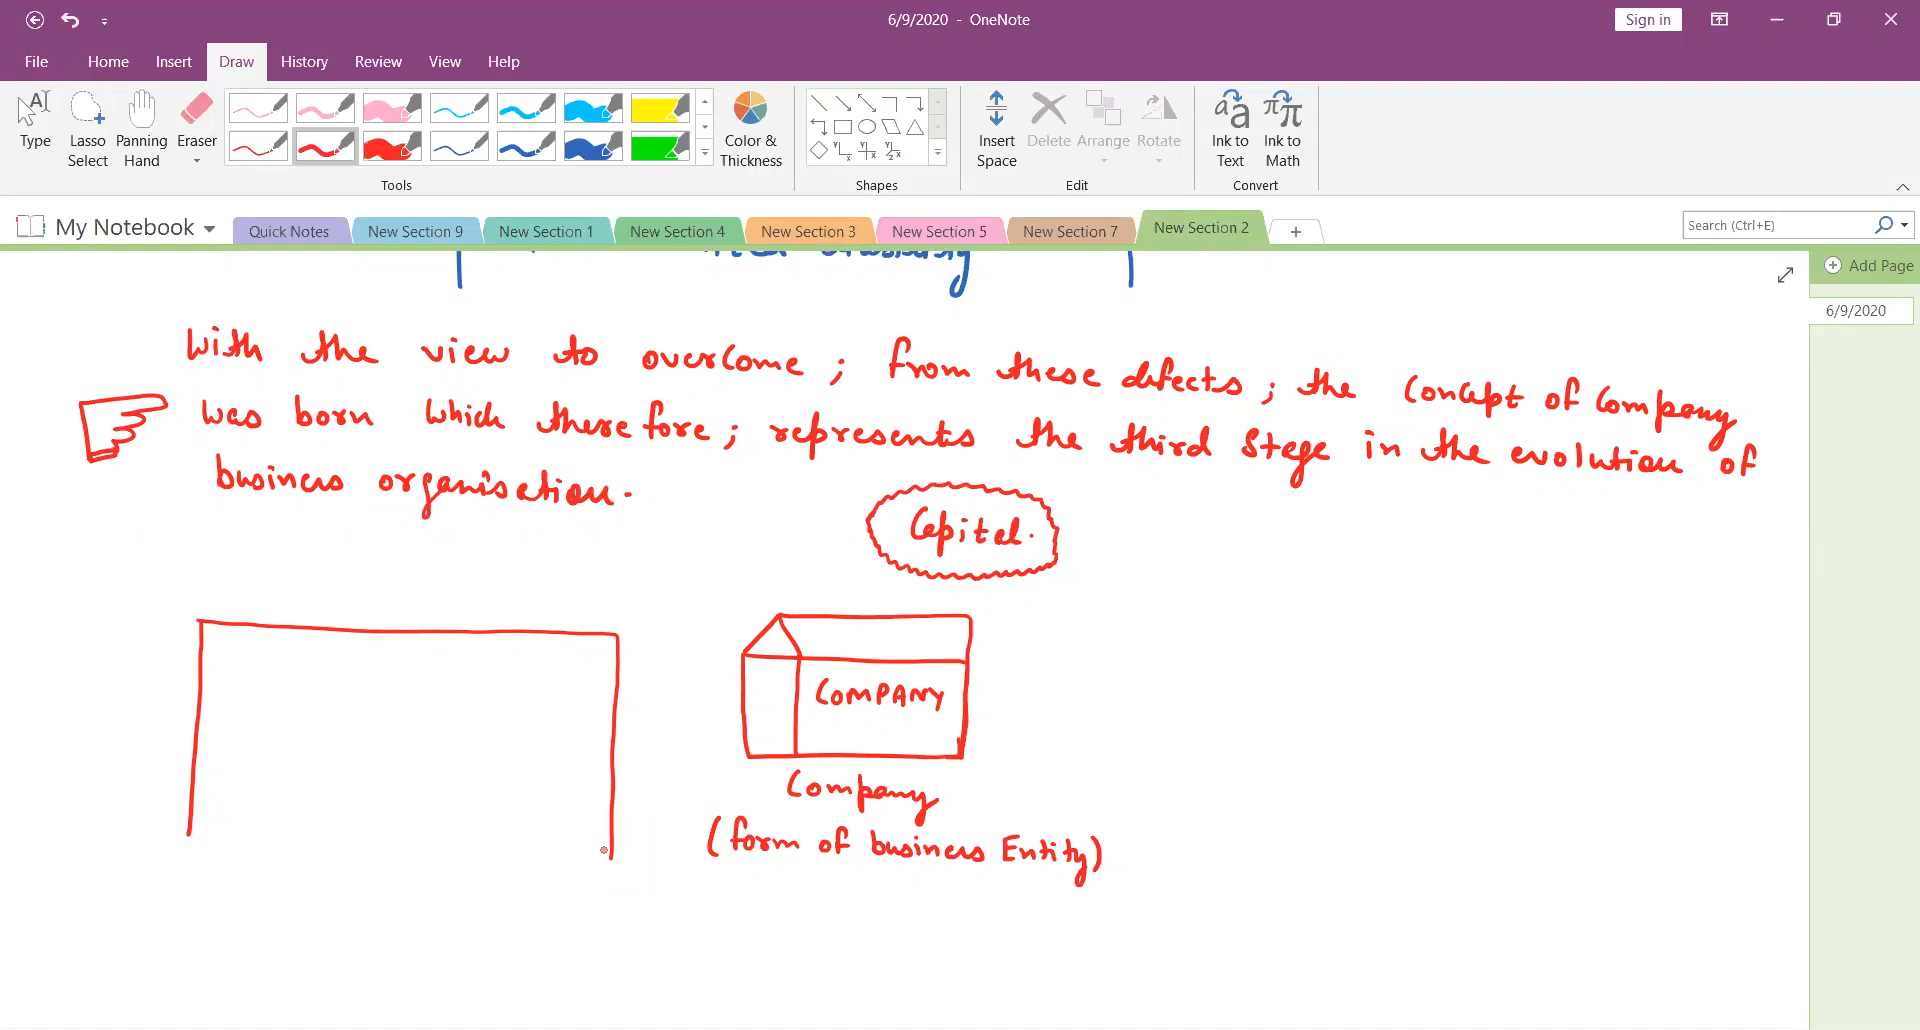 6/9/2020 - OneNote
Sign in
File Home Insert Draw History Review View Help
Type
Lasso Select
Panning Hand
Eraser
Color & Thickness
Insert Space
Delete
Arrange
Rotate
Ink to Text
Ink to Math
Tools
Shapes
Edit
Convert
My Notebook
Quick Notes
New Section 9
New Section 1
New Section 4
New Section 3
New Section 5
New Section 7
New Section 2
Search (Ctrl+E)
Add Page
6/9/2020
With the view to overcome ; from these defects ; the concept of Company
was born which therefore ; represents the third stage in the evolution of
business organisation.
Capital.
COMPANY
Company
(form of business Entity)